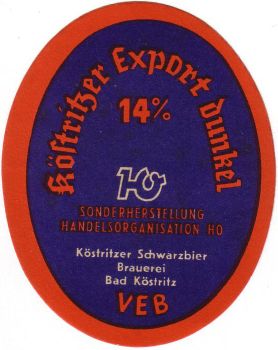 Köstritzer Export dunkel
14%
HO
SONDERHERSTELLUNG
HANDELSORGANISATION HO
Köstritzer Schwarzbier
Brauerei
Bad Köstritz
VEB